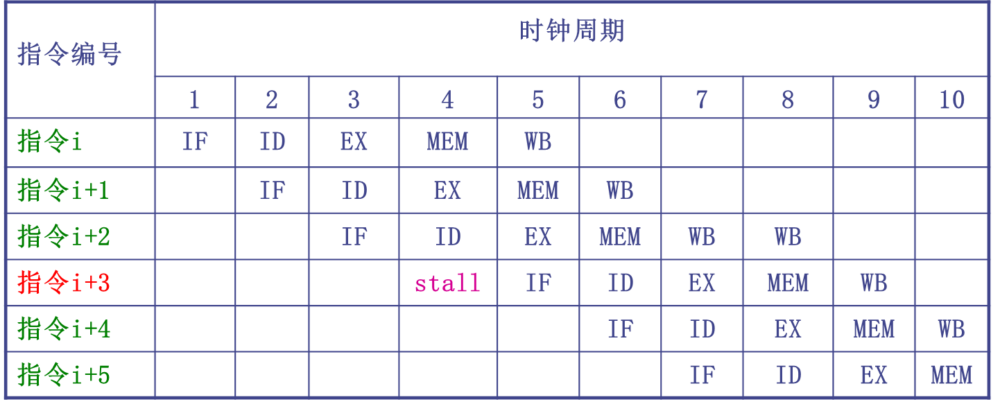 时钟周期
指令编号
1 2 3 4 5 6 7 8 9 10
指令i IF ID EX MEM WB
指令i+1 IF ID EX MEM WB
指令i+2 IF ID EX MEM WB WB
指令i+3 stall IF ID EX MEM WB
指令i+4 IF ID EX MEM WB
指令i+5 IF ID EX MEM